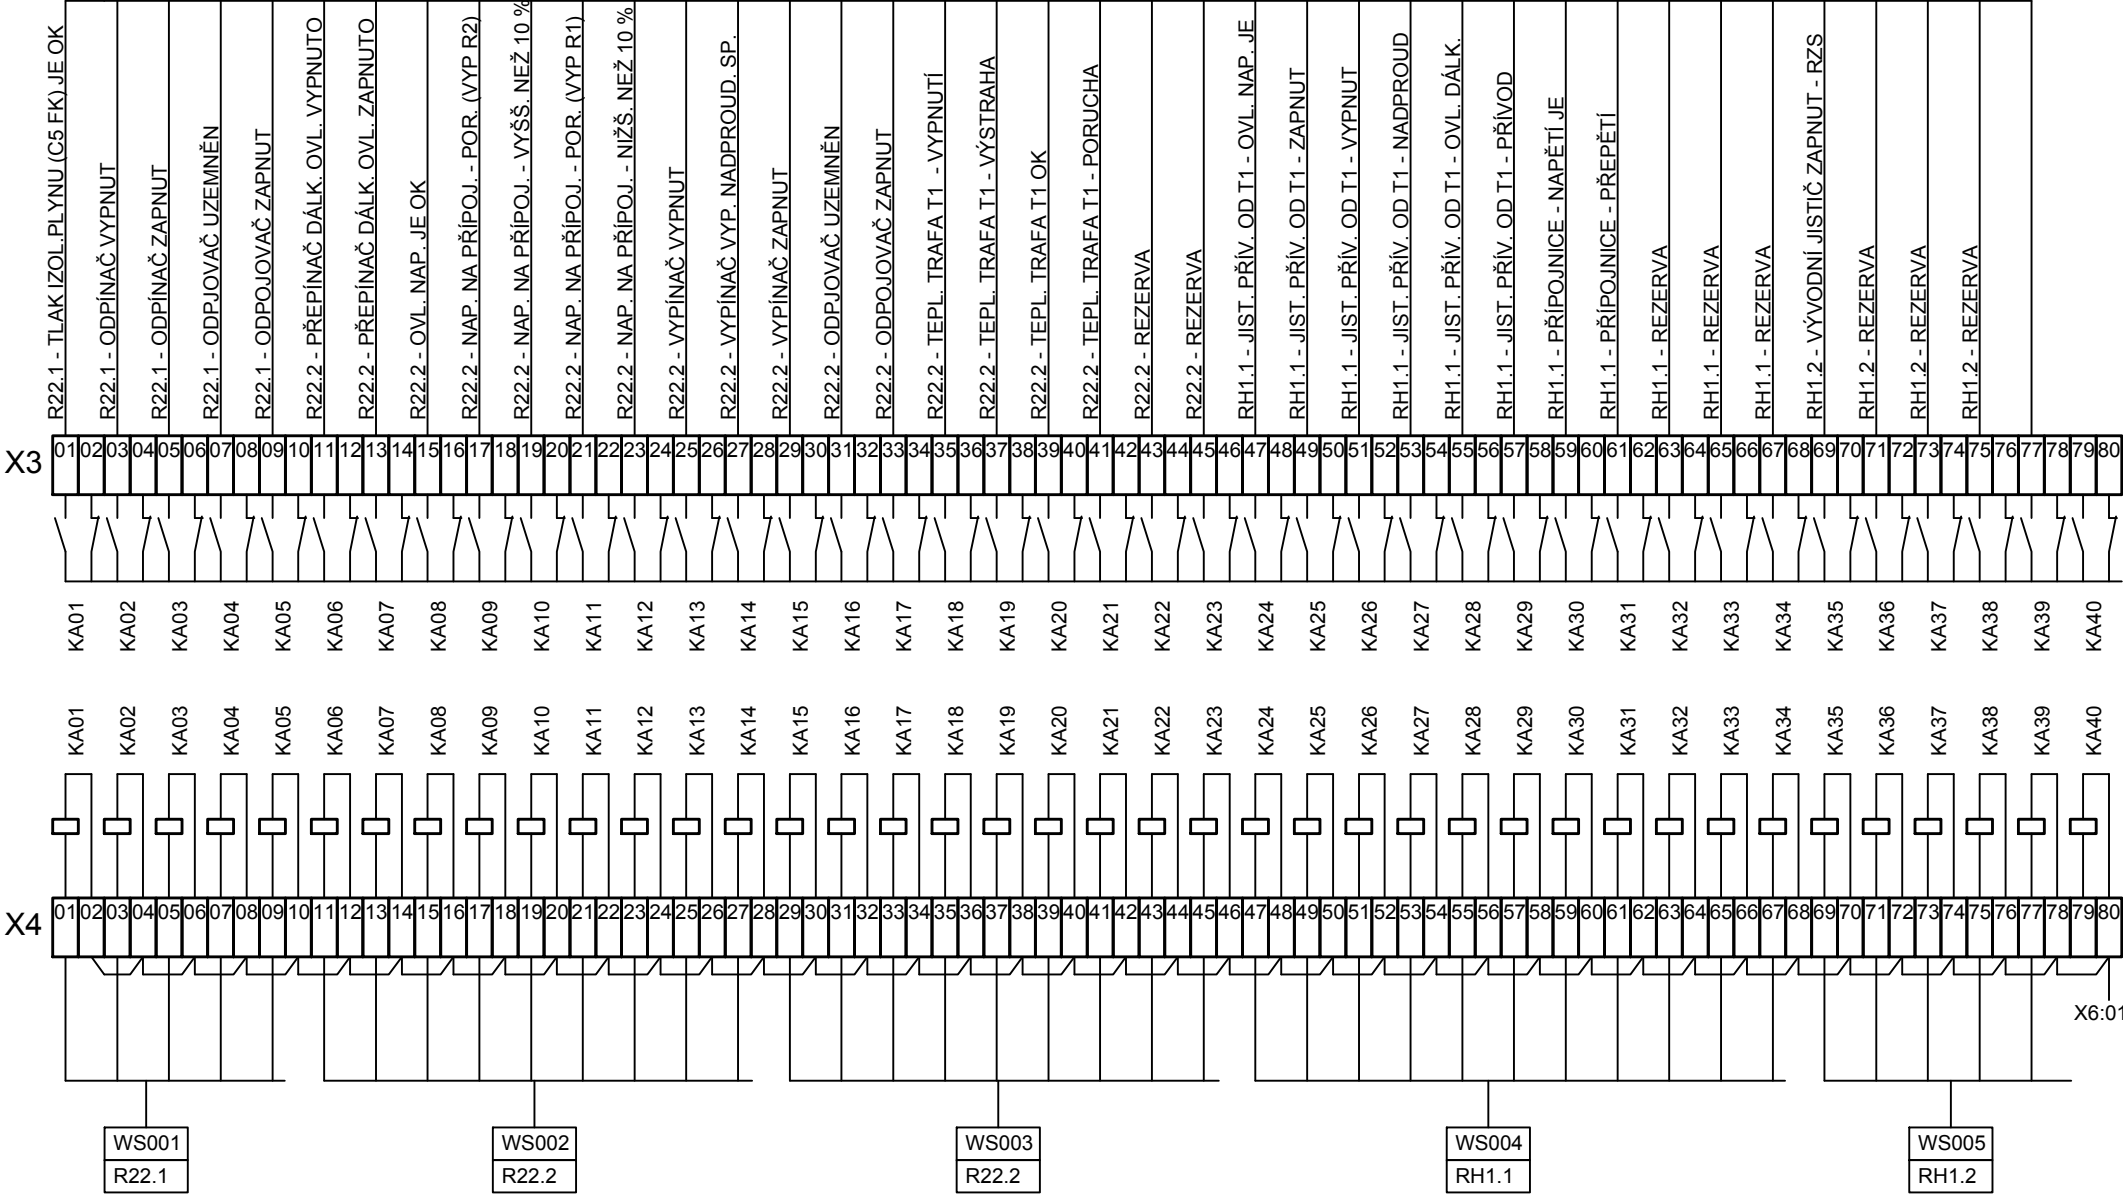 R22.1 - TLAK IZOL.PLYNU (C5 FK) JE OK
R22.1 - ODPÍNAČ VYPNUT
R22.1 - ODPÍNAČ ZAPNUT
R22.1 - ODPJOVAČ UZEMNĚN
R22.1 - ODPOJOVAČ ZAPNUT
R22.2 - PŘEPÍNAČ DÁLK. OVL. VYPNUTO
R22.2 - PŘEPÍNAČ DÁLK. OVL. ZAPNUTO
R22.2 - OVL. NAP. JE OK
R22.2 - NAP. NA PŘÍPOJ. - POR. (VYP R2)
R22.2 - NAP. NA PŘÍPOJ. - VYŠŠ. NEŽ 10 %
R22.2 - NAP. NA PŘÍPOJ. - POR. (VYP R1)
R22.2 - NAP. NA PŘÍPOJ. - NIŽŠ. NEŽ 10 %
R22.2 - VYPÍNAČ VYPNUT
R22.2 - VYPÍNAČ VYP. NADPROUD. SP.
R22.2 - VYPÍNAČ ZAPNUT
R22.2 - ODPJOVAČ UZEMNĚN
R22.2 - ODPOJOVAČ ZAPNUT
R22.2 - TEPL. TRAFA T1 - VYPNUTÍ
R22.2 - TEPL. TRAFA T1 - VÝSTRAHA
R22.2 - TEPL. TRAFA T1 OK
R22.2 - TEPL. TRAFA T1 - PORUCHA
R22.2 - REZERVA
R22.2 - REZERVA
RH1.1 - JIST. PŘÍV. OD T1 - OVL. NAP. JE
RH1.1 - JIST. PŘÍV. OD T1 - ZAPNUT
RH1.1 - JIST. PŘÍV. OD T1 - VYPNUT
RH1.1 - JIST. PŘÍV. OD T1 - NADPROUD
RH1.1 - JIST. PŘÍV. OD T1 - OVL. DÁLK.
RH1.1 - JIST. PŘÍV. OD T1 - PŘÍVOD
RH1.1 - PŘÍPOJNICE - NAPĚTÍ JE
RH1.1 - PŘÍPOJNICE - PŘEPĚTÍ
RH1.1 - REZERVA
RH1.1 - REZERVA
RH1.1 - REZERVA
RH1.2 - VÝVODNÍ JISTIČ ZAPNUT - RZS
RH1.2 - REZERVA
RH1.2 - REZERVA
RH1.2 - REZERVA
X3 01 02 03 04 05 06 07 08 09 10 11 12 13 14 15 16 17 18 19 20 21 22 23 24 25 26 27 28 29 30 31 32 33 34 35 36 37 38 39 40 41 42 43 44 45 46 47 48 49 50 51 52 53 54 55 56 57 58 59 60 61 62 63 64 65 66 67 68 69 70 71 72 73 74 75 76 77 78 79 80
KA01 KA02 KA03 KA04 KA05 KA06 KA07 KA08 KA09 KA10 KA11 KA12 KA13 KA14 KA15 KA16 KA17 KA18 KA19 KA20 KA21 KA22 KA23 KA24 KA25 KA26 KA27 KA28 KA29 KA30 KA31 KA32 KA33 KA34 KA35 KA36 KA37 KA38 KA39 KA40
KA01 KA02 KA03 KA04 KA05 KA06 KA07 KA08 KA09 KA10 KA11 KA12 KA13 KA14 KA15 KA16 KA17 KA18 KA19 KA20 KA21 KA22 KA23 KA24 KA25 KA26 KA27 KA28 KA29 KA30 KA31 KA32 KA33 KA34 KA35 KA36 KA37 KA38 KA39 KA40
X4 01 02 03 04 05 06 07 08 09 10 11 12 13 14 15 16 17 18 19 20 21 22 23 24 25 26 27 28 29 30 31 32 33 34 35 36 37 38 39 40 41 42 43 44 45 46 47 48 49 50 51 52 53 54 55 56 57 58 59 60 61 62 63 64 65 66 67 68 69 70 71 72 73 74 75 76 77 78 79 80
X6:01
WS001
R22.1
WS002
R22.2
WS003
R22.2
WS004
RH1.1
WS005
RH1.2